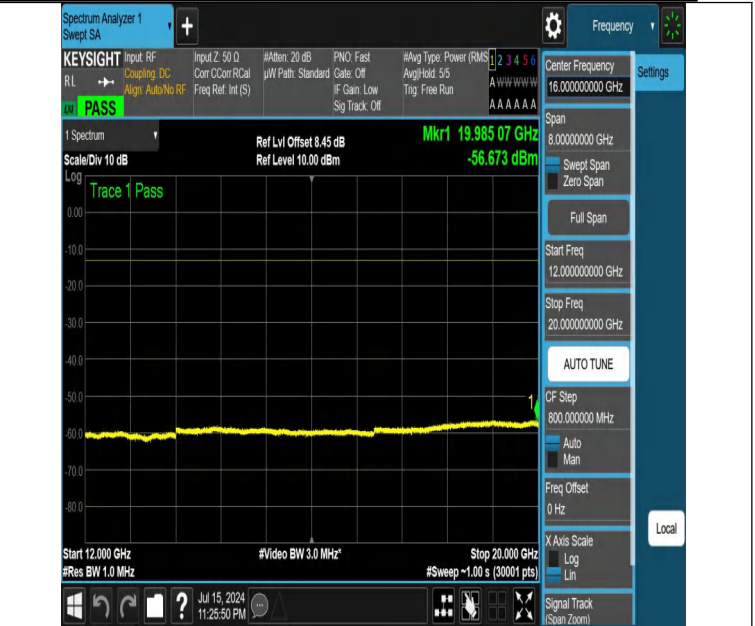 Spectrum Analyzer 1
Swept SA
+
Frequency
KEYSIGHT
RL
PASS
Input: RF
Coupling: DC
Align: Auto/No RF
Input Z: 50 Ω
Corr CCorr RCal
Freq Ref: Int (S)
#Atten: 20 dB
µW Path: Standard
PNO: Fast
Gate: Off
IF Gain: Low
Sig Track: Off
#Avg Type: Power (RMS
Avg|Hold: 5/5
Trig: Free Run
1 2 3 4 5 6
A W W W W W
A A A A A A
1 Spectrum
Scale/Div 10 dB
Log
Ref Lvl Offset 8.45 dB
Ref Level 10.00 dBm
Mkr1 19.985 07 GHz
-56.673 dBm
Trace 1 Pass
0.00
-10.0
-20.0
-30.0
-40.0
-50.0
-60.0
-70.0
-80.0
1
Start 12.000 GHz
#Res BW 1.0 MHz
#Video BW 3.0 MHz*
Stop 20.000 GHz
#Sweep ~1.00 s (30001 pts)
Jul 15, 2024
11:25:50 PM
?
Center Frequency
16.000000000 GHz
Settings
Span
8.00000000 GHz
Swept Span
Zero Span
Full Span
Start Freq
12.000000000 GHz
Stop Freq
20.000000000 GHz
AUTO TUNE
CF Step
800.000000 MHz
Auto
Man
Freq Offset
0 Hz
X Axis Scale
Log
Lin
Local
Signal Track
(Span Zoom)